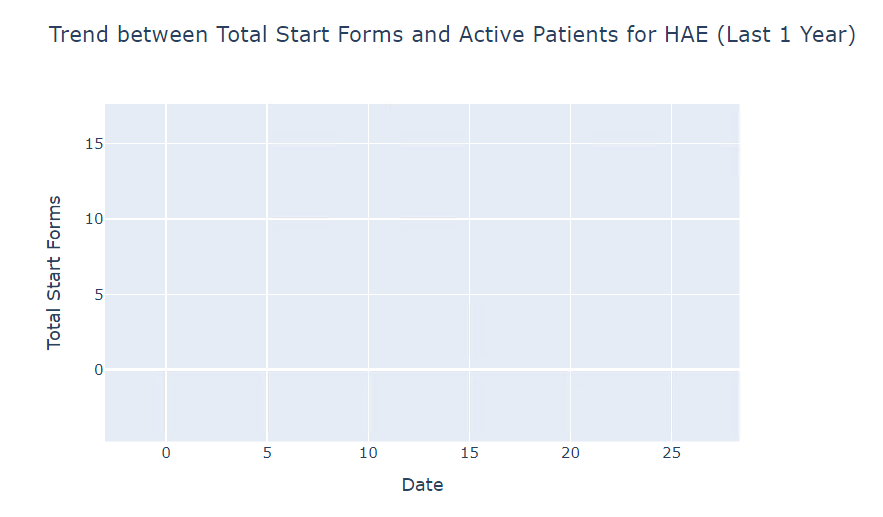 Trend between Total Start Forms and Active Patients for HAE (Last 1 Year)
Total Start Forms
15
10
5
0
0 5 10 15 20 25
Date